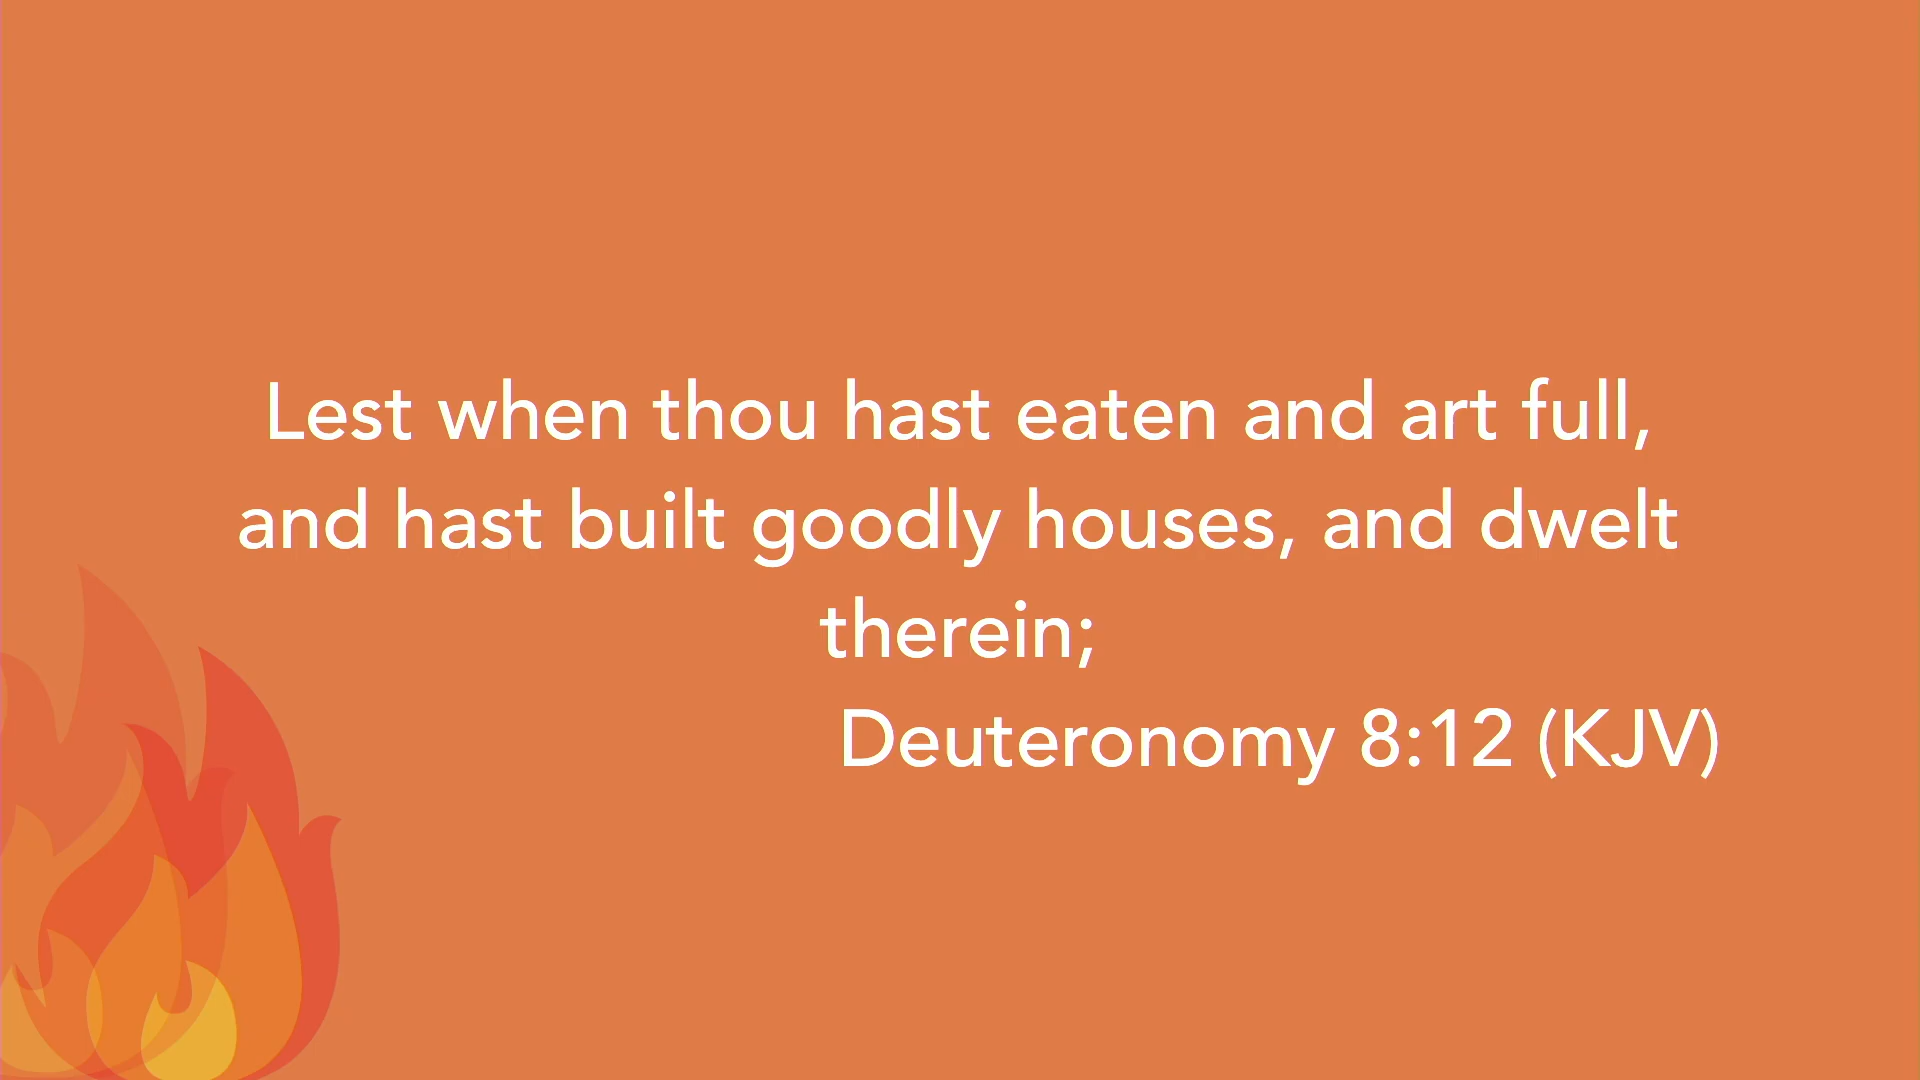 Lest when thou hast eaten and art full,
and hast built goodly houses, and dwelt
therein;
Deuteronomy 8:12 (KJV)